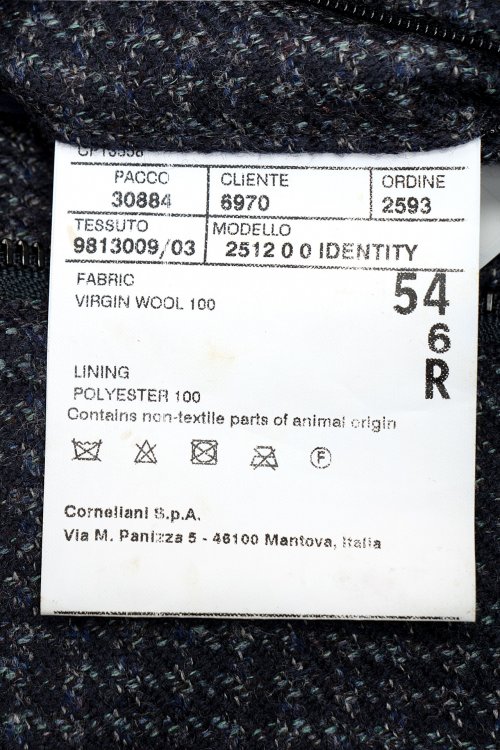 PACCO CLIENTE ORDINE
30884 6970 2593
TESSUTO MODELLO
9813009/03 2512 0 0 IDENTITY
FABRIC
VIRGIN WOOL 100
54
6
R
LINING
POLYESTER 100
Contains non-textile parts of animal origin
F
Corneliani S.p.A.
Via M. Panizza 5 - 46100 Mantova, Italia